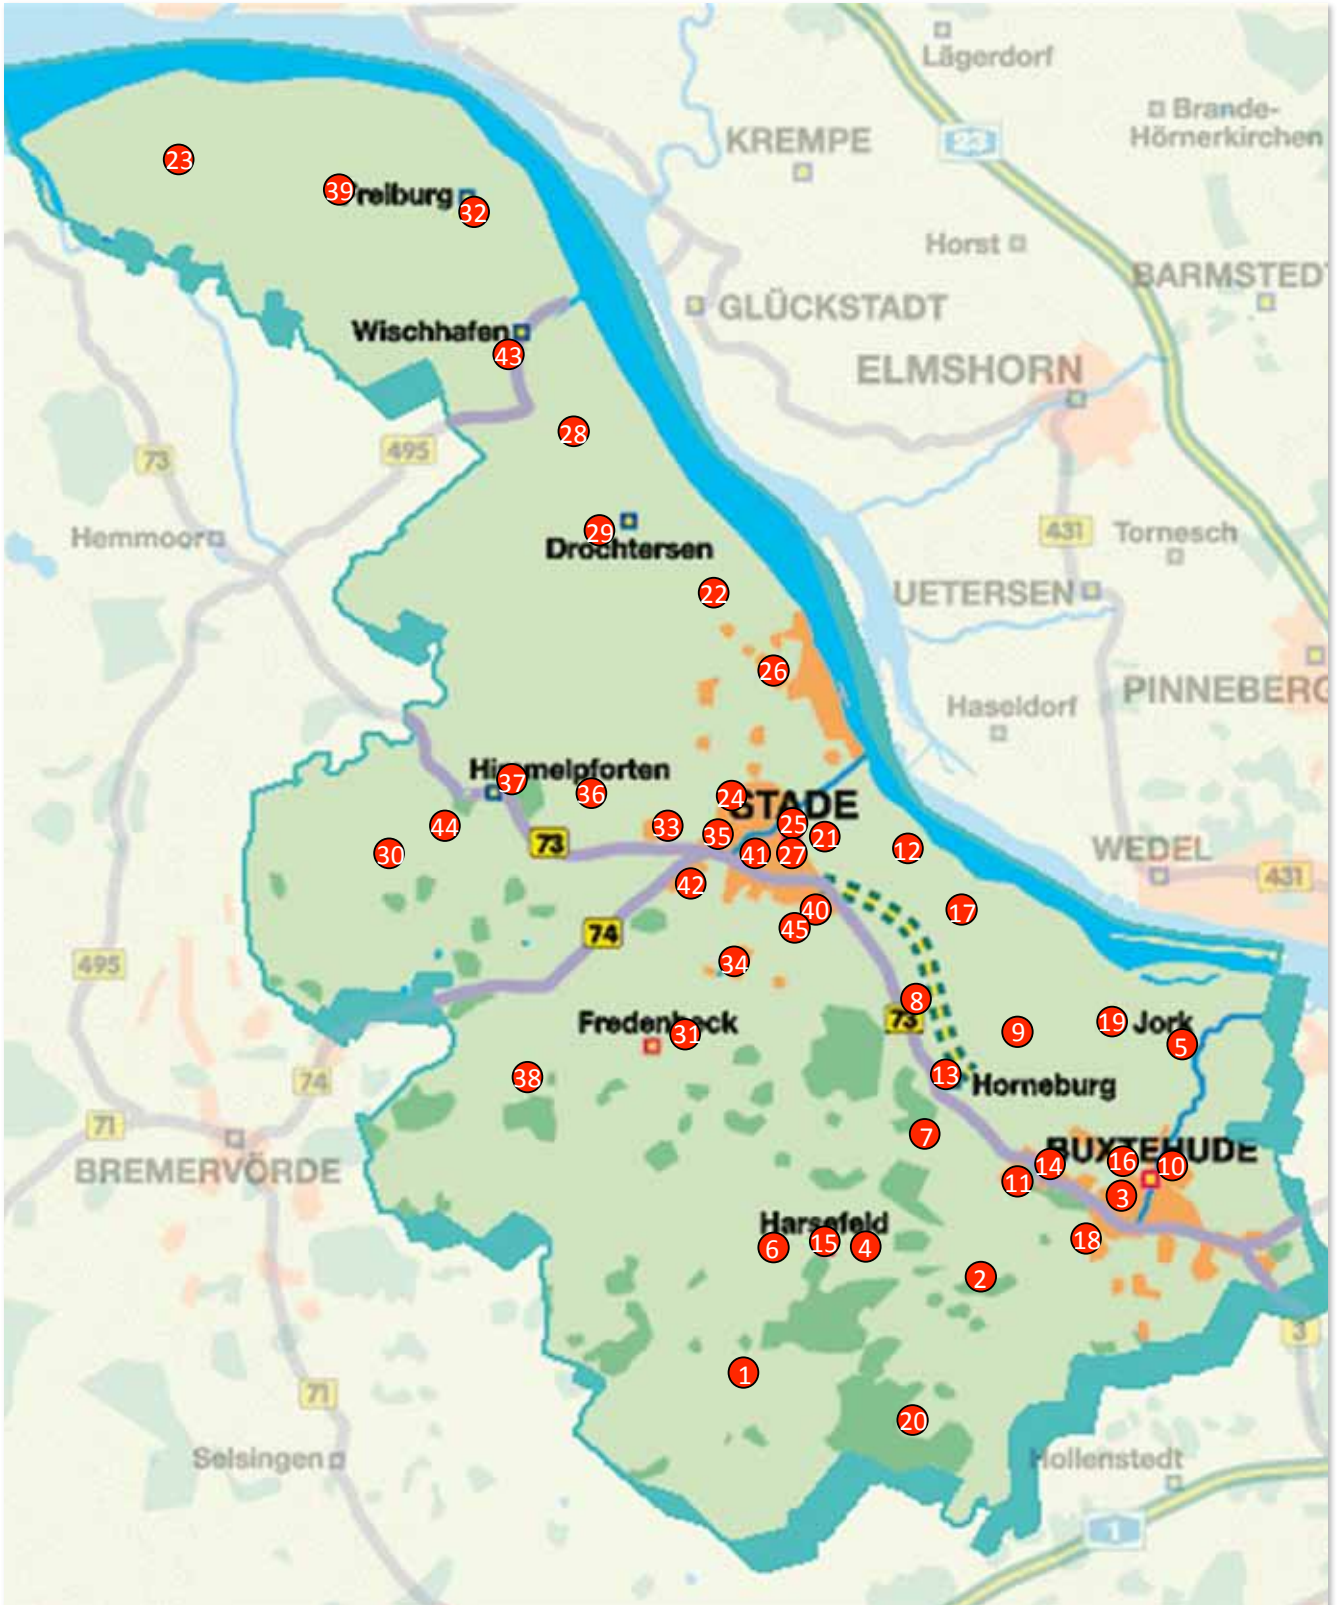 Lägerdorf
Brande-
Hörnerkirchen
23
KREMPE
23
39
reiburg
32
Horst
BARMSTEDT
GLÜCKSTADT
Wischhafen
43
ELMSHORN
28
495
73
29
Hemmoor
Drochtersen
431
Tornesch
22
UETERSEN
26
PINNEBERG
Haseldorf
Himmelpforten
37
36
24
STADE
44
33
35
25
21
30
73
41
27
12
WEDEL
431
42
40
17
45
74
34
495
8
73
Fredenbeck
31
9
19
Jork
5
38
13
Horneburg
74
71
7
BREMERVÖRDE
BUXTEHUDE
14
16
10
11
3
Harsefeld
6
15
4
18
2
3
1
71
20
Selsingen
Hollenstedt
1